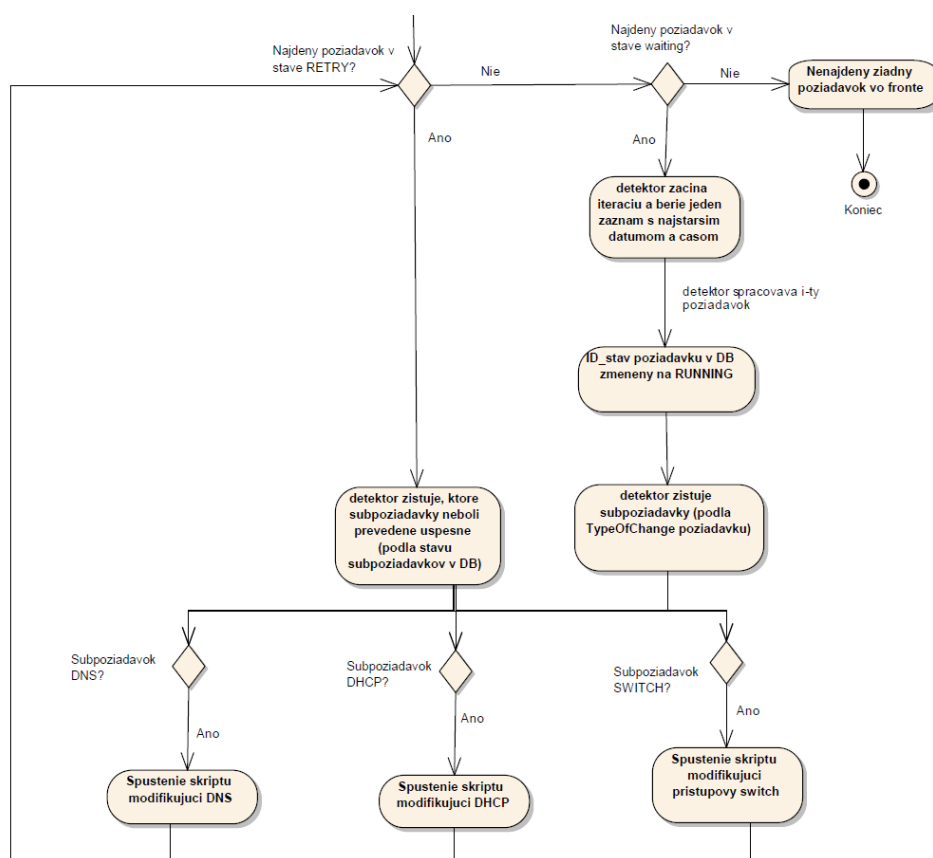 Najdeny poziadavok v
stave RETRY?
Najdeny poziadavok v
stave waiting?
Nie
Nie
Nenajdeny ziadny
poziadavok vo fronte
Ano
Ano
Koniec
detektor zacina
iteraciu a berie jeden
zaznam s najstarsim
datumom a casom
detektor spracovava i-ty
poziadavok
ID_stav poziadavku v DB
zmeneny na RUNNING
detektor zistuje, ktore
subpoziadavky neboli
prevedene uspesne
(podla stavu
subpoziadavkov v DB)
detektor zistuje
subpoziadavky (podla
TypeOfChange poziadavku)
Subpoziadavok
DNS?
Subpoziadavok
DHCP?
Subpoziadavok
SWITCH?
Ano
Ano
Ano
Spustenie skriptu
modifikujuci DNS
Spustenie skriptu
modifikujuci DHCP
Spustenie skriptu
modifikujuci
pristupovy switch